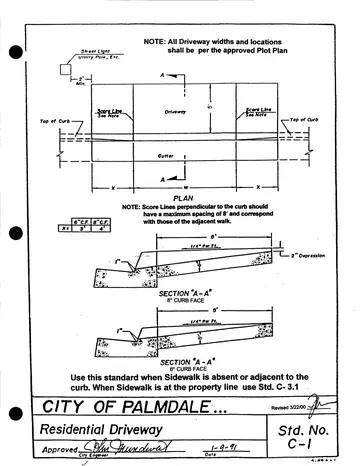 NOTE: All Driveway widths and locations
shall be per the approved Plot Plan
Street Light
Utility Pole, Etc.
2'
Min.
A
Score Line
See Note
Driveway
5'
Score Line
See Note
Top of Curb
Top of Curb
Gutter
A
X
W
X
PLAN
NOTE: Score Lines perpendicular to the curb should
have a maximum spacing of 8' and correspond
with those of the adjacent walk.
6" C.F. 8" C.F.
X= 3' 4'
1/4" Per Ft.
2" Depression
1"
SECTION "A-A"
8" CURB FACE
5'
1/4" Per Ft.
1"
SECTION "A-A"
6" CURB FACE
Use this standard when Sidewalk is absent or adjacent to the
curb. When Sidewalk is at the property line use Std. C- 3.1
CITY OF PALMDALE...
Revised 3/22/00
Residential Driveway
Std. No.
C-1
Approved
1-9-91
City Engineer
Date